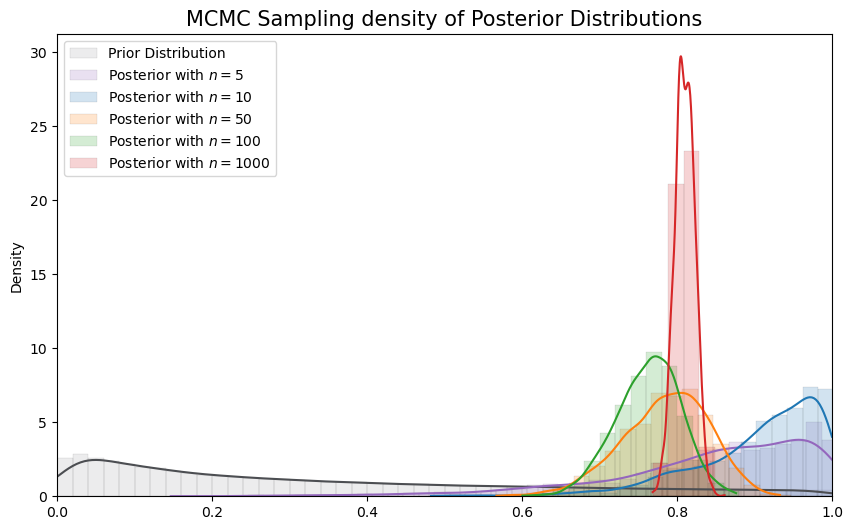 MCMC Sampling density of Posterior Distributions
Prior Distribution
Posterior with n = 5
Posterior with n = 10
Posterior with n = 50
Posterior with n = 100
Posterior with n = 1000
Density
30
25
20
15
10
5
0
0.0 0.2 0.4 0.6 0.8 1.0